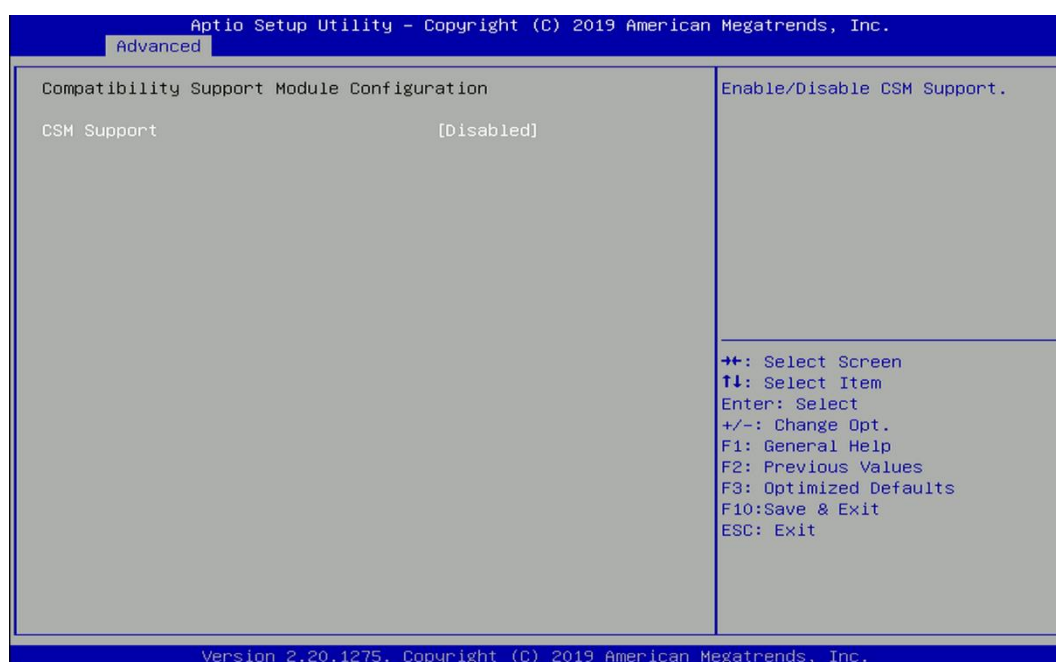 Aptio Setup Utility – Copyright (C) 2019 American Megatrends, Inc.
Advanced
Compatibility Support Module Configuration
CSM Support [Disabled]
Enable/Disable CSM Support.
→←: Select Screen
↑↓: Select Item
Enter: Select
+/-: Change Opt.
F1: General Help
F2: Previous Values
F3: Optimized Defaults
F10:Save & Exit
ESC: Exit
Version 2.20.1275. Copyright (C) 2019 American Megatrends, Inc.